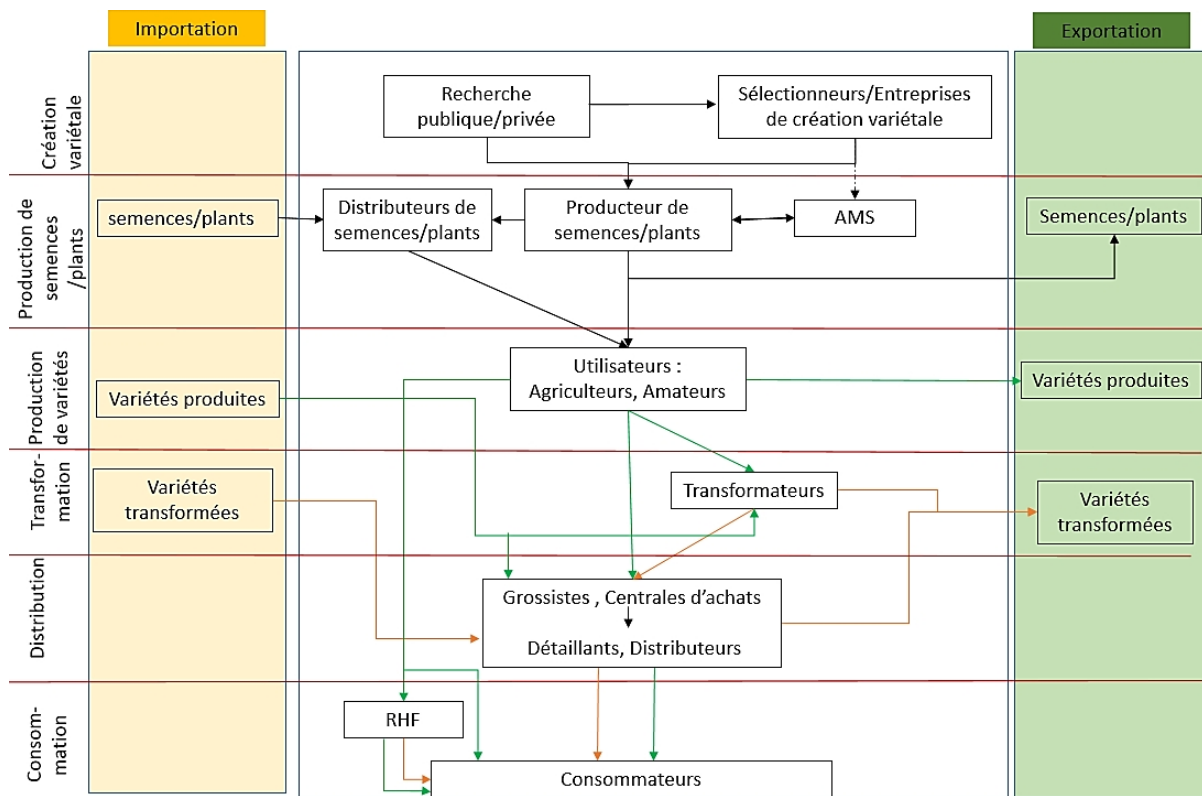 Importation
Exportation
Création
variétale
Recherche
publique/privée
Sélectionneurs/Entreprises
de création variétale
Production de
semences
/plants
semences/plants
Distributeurs de
semences/plants
Producteur de
semences/plants
AMS
Semences/plants
Production
de variétés
Variétés produites
Utilisateurs :
Agriculteurs, Amateurs
Variétés produites
Transfor-
mation
Variétés
transformées
Transformateurs
Variétés
transformées
Distribution
Grossistes , Centrales d’achats
Détaillants, Distributeurs
Consom-
mation
RHF
Consommateurs